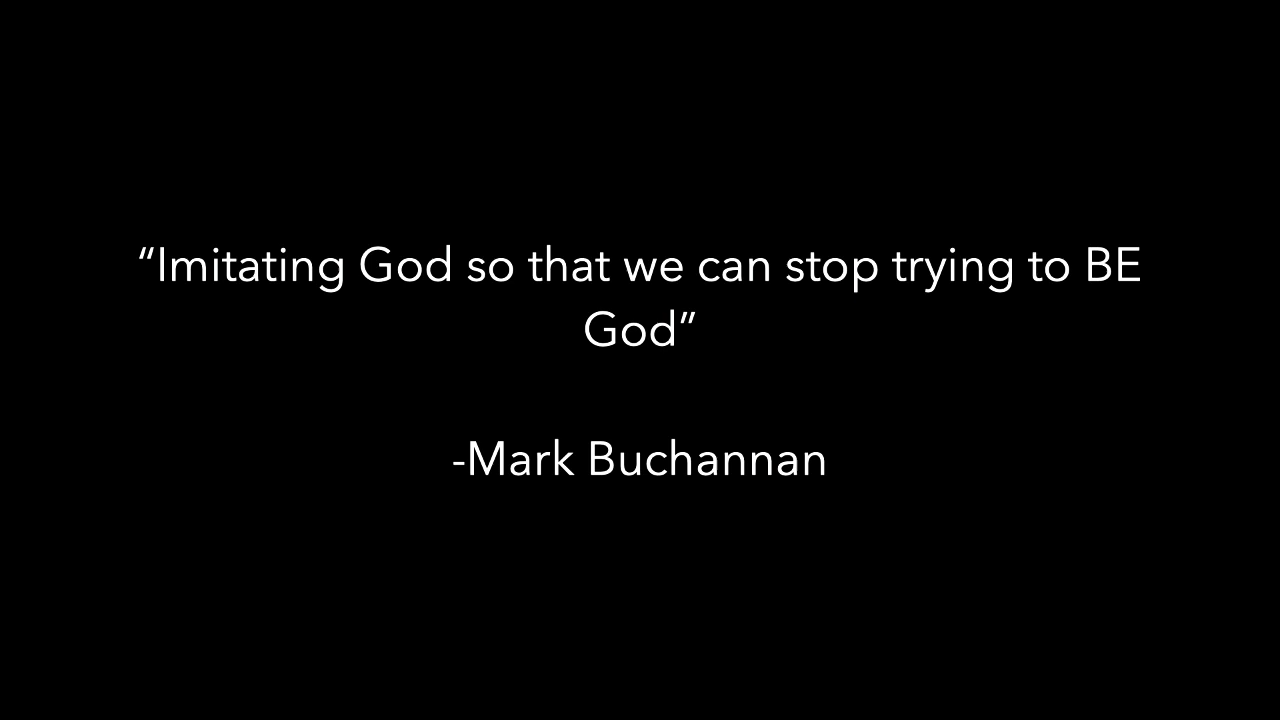 “Imitating God so that we can stop trying to BE
God”
-Mark Buchannan